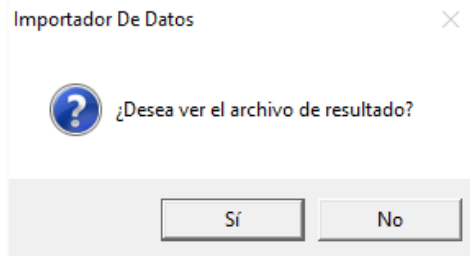 Importador De Datos
¿Desea ver el archivo de resultado?
Sí
No